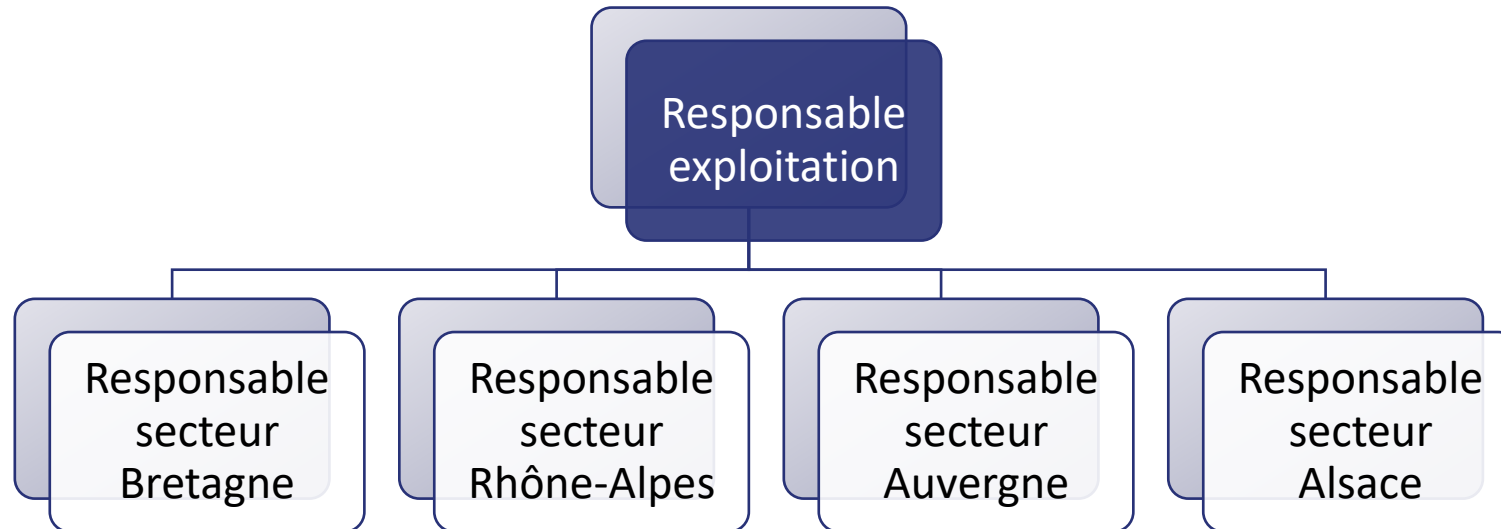 Responsable
exploitation
Responsable
secteur
Bretagne
Responsable
secteur
Rhône-Alpes
Responsable
secteur
Auvergne
Responsable
secteur
Alsace